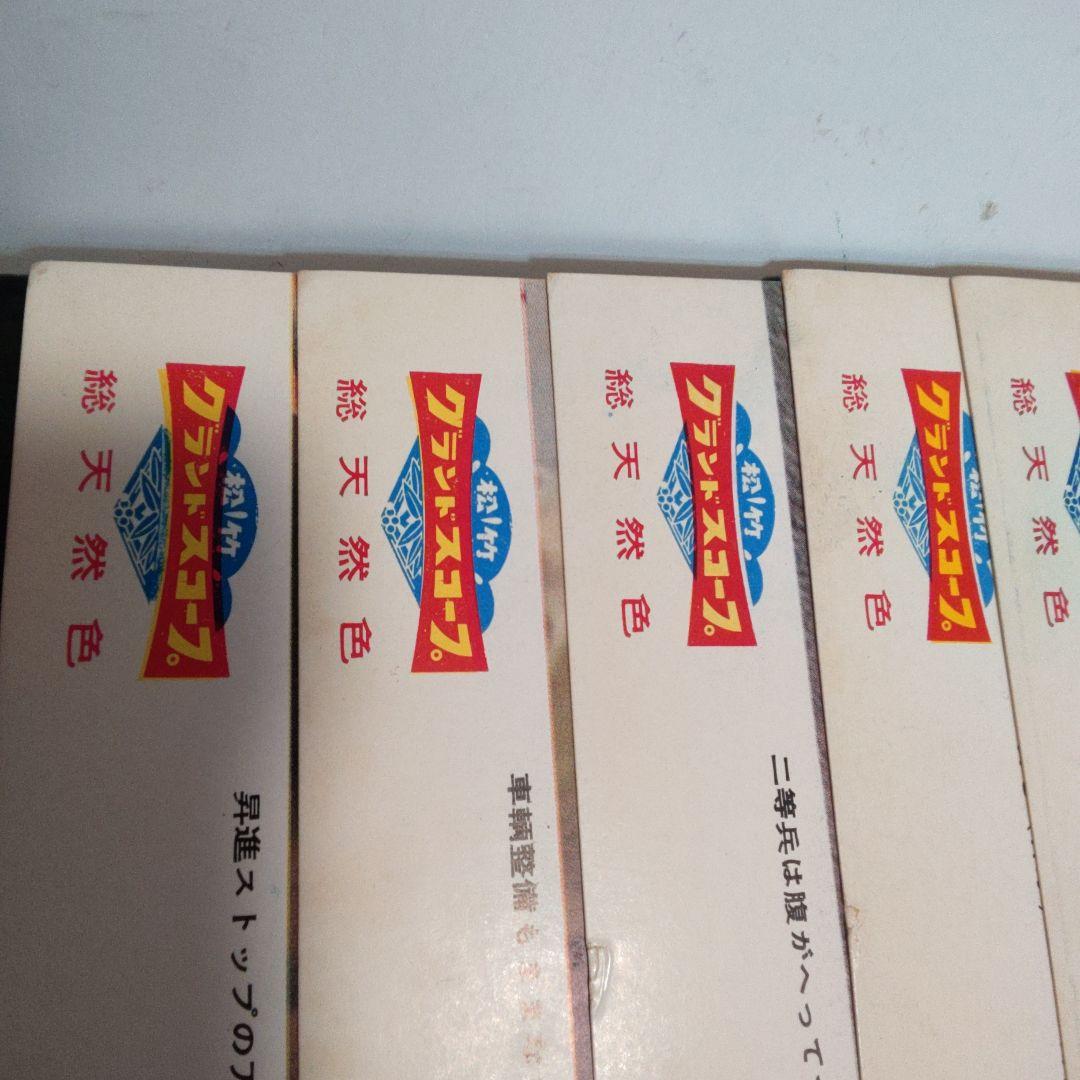 総天然色
松竹
グランドスコープ。
昇進ストップの
総天然色
松竹
グランドスコープ。
車輌整備も
総天然色
松竹
グランドスコープ。
二等兵は腹がへって
総天然色
松竹
グランドスコープ。
総天然色